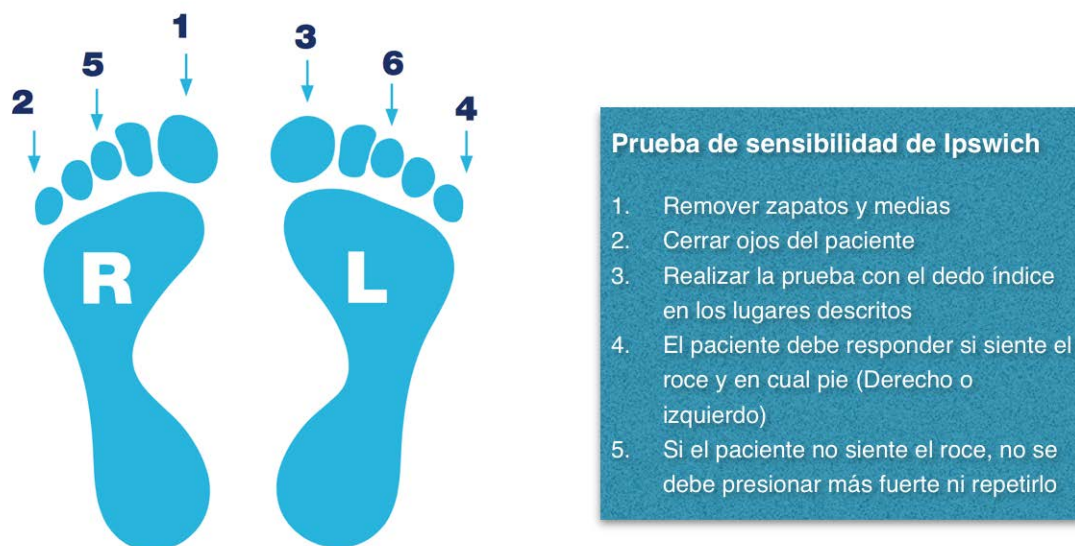 1
3
5
6
2
4
R
L
Prueba de sensibilidad de Ipswich
1. Remover zapatos y medias
2. Cerrar ojos del paciente
3. Realizar la prueba con el dedo índice
en los lugares descritos
4. El paciente debe responder si siente el
roce y en cual pie (Derecho o
izquierdo)
5. Si el paciente no siente el roce, no se
debe presionar más fuerte ni repetirlo